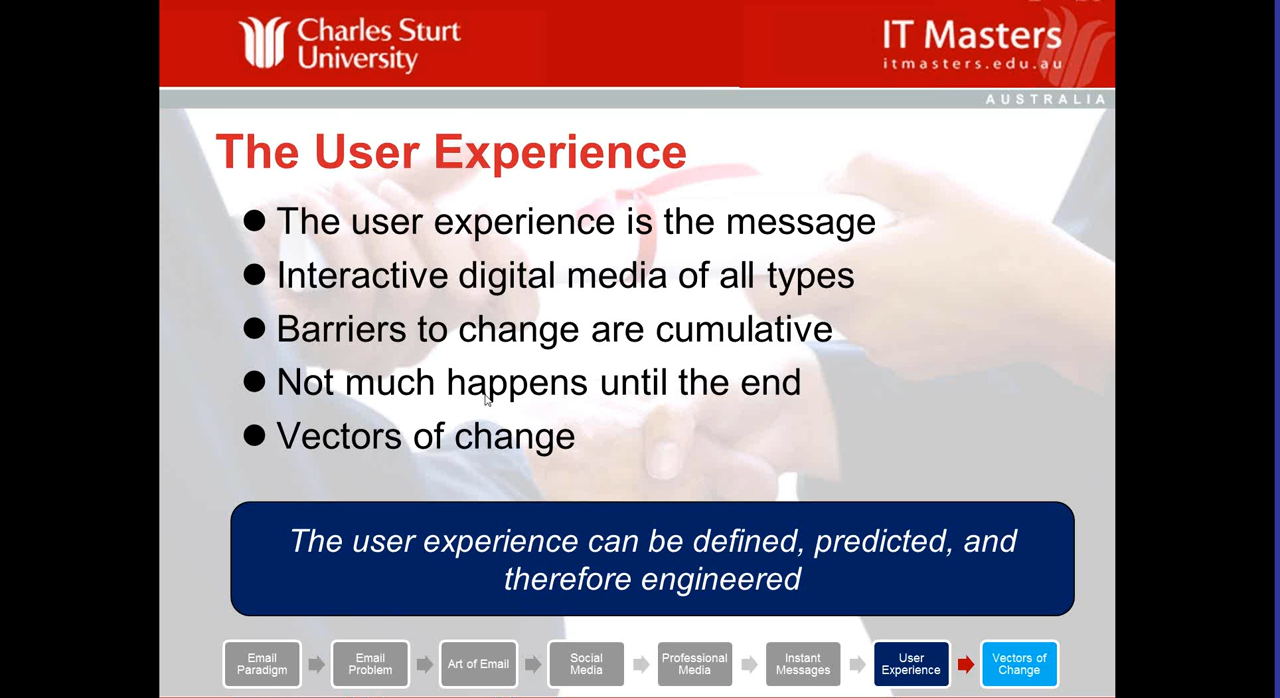 Charles Sturt
University
IT Masters
itmasters.edu.au
AUSTRALIA
The User Experience
● The user experience is the message
● Interactive digital media of all types
● Barriers to change are cumulative
● Not much happens until the end
● Vectors of change
The user experience can be defined, predicted, and
therefore engineered
Email
Paradigm
Email
Problem
Art of Email
Social
Media
Professional
Media
Instant
Messages
User
Experience
Vectors of
Change